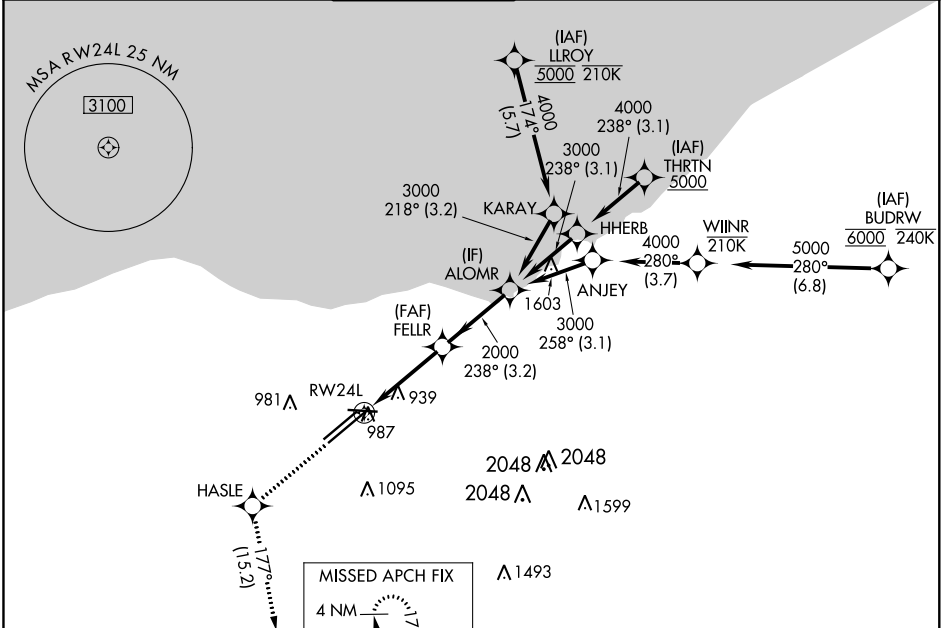 MSA RW24L 25 NM
3100
(IAF)
LLROY
5000 210K
4000
174°
(5.7)
4000
238° (3.1)
3000
238° (3.1)
(IAF)
THRTN
5000
3000
218° (3.2)
KARAY
HHERB
(IAF)
BUDRW
6000 240K
WIINR
210K
4000
280°
(3.7)
5000
280°
(6.8)
(IF)
ALOMR
1603
ANJEY
3000
258° (3.1)
(FAF)
FELLR
2000
238° (3.2)
981
RW24L
939
987
2048
2048
HASLE
1095
2048
1599
177°
(15.2)
1493
MISSED APCH FIX
4 NM